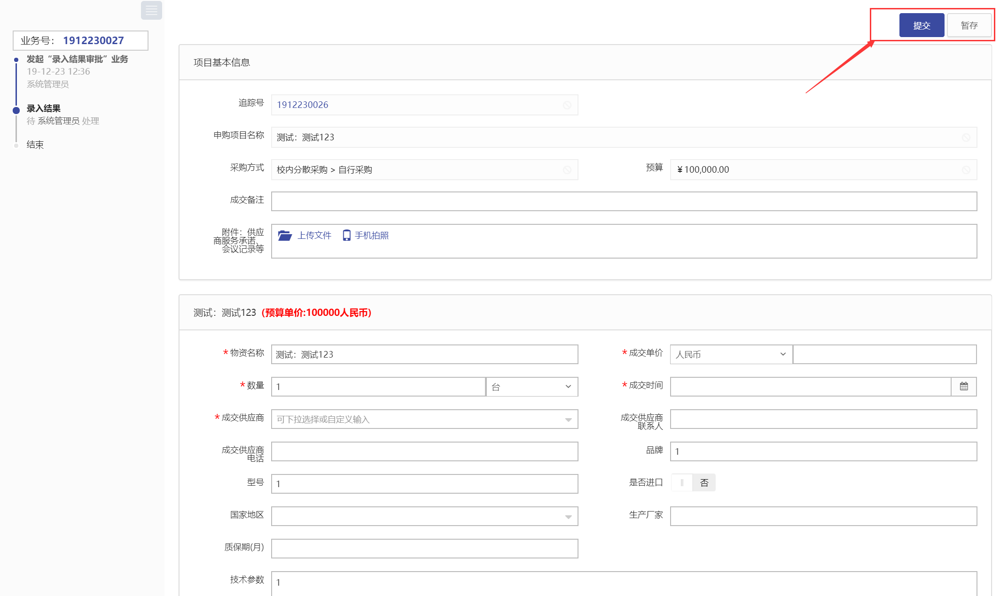 提交
暂存
业务号： 1912230027
发起“录入结果审批”业务
19-12-23 12:36
系统管理员
录入结果
待 系统管理员 处理
结束
项目基本信息
追踪号 1912230026
申购项目名称 测试：测试123
采购方式 校内分散采购 > 自行采购
预算 ¥100,000.00
成交备注
附件：供应
商服务承诺、
会议记录等
上传文件 手机拍照
测试：测试123 (预算单价:100000人民币)
*物资名称 测试：测试123
*成交单价 人民币
*数量 1 台
*成交时间
*成交供应商 可下拉选择或自定义输入
成交供应商
联系人
成交供应商
电话
品牌 1
型号 1
是否进口 否
国家地区
生产厂家
质保期(月)
技术参数 1